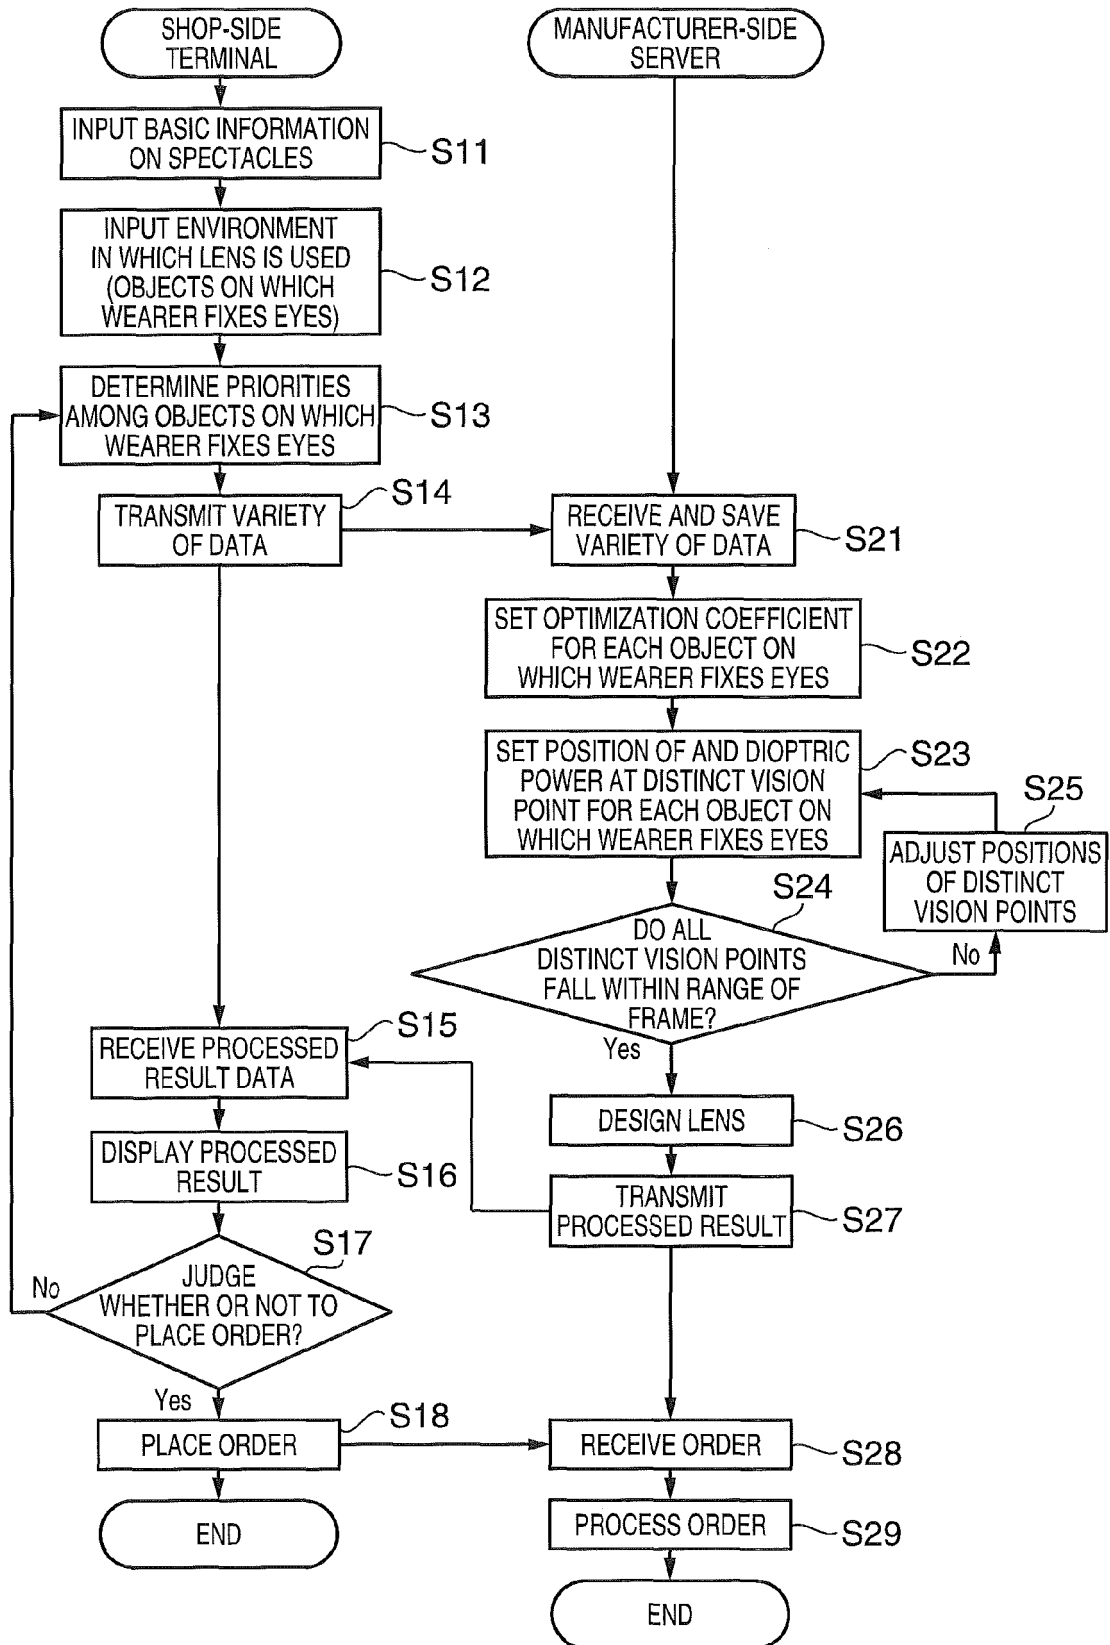 SHOP-SIDE
TERMINAL
MANUFACTURER-SIDE
SERVER
INPUT BASIC INFORMATION
ON SPECTACLES
S11
INPUT ENVIRONMENT
IN WHICH LENS IS USED
(OBJECTS ON WHICH
WEARER FIXES EYES)
S12
DETERMINE PRIORITIES
AMONG OBJECTS ON WHICH
WEARER FIXES EYES
S13
TRANSMIT VARIETY
OF DATA
S14
RECEIVE AND SAVE
VARIETY OF DATA
S21
SET OPTIMIZATION COEFFICIENT
FOR EACH OBJECT ON
WHICH WEARER FIXES EYES
S22
SET POSITION OF AND DIOPTRIC
POWER AT DISTINCT VISION
POINT FOR EACH OBJECT ON
WHICH WEARER FIXES EYES
S23
S25
ADJUST POSITIONS
OF DISTINCT
VISION POINTS
S24
DO ALL
DISTINCT VISION POINTS
FALL WITHIN RANGE OF
FRAME?
No
Yes
S15
RECEIVE PROCESSED
RESULT DATA
DESIGN LENS
S26
DISPLAY PROCESSED
RESULT
S16
TRANSMIT
PROCESSED RESULT
S27
S17
JUDGE
WHETHER OR NOT TO
PLACE ORDER?
No
Yes
PLACE ORDER
S18
RECEIVE ORDER
S28
END
PROCESS ORDER
S29
END